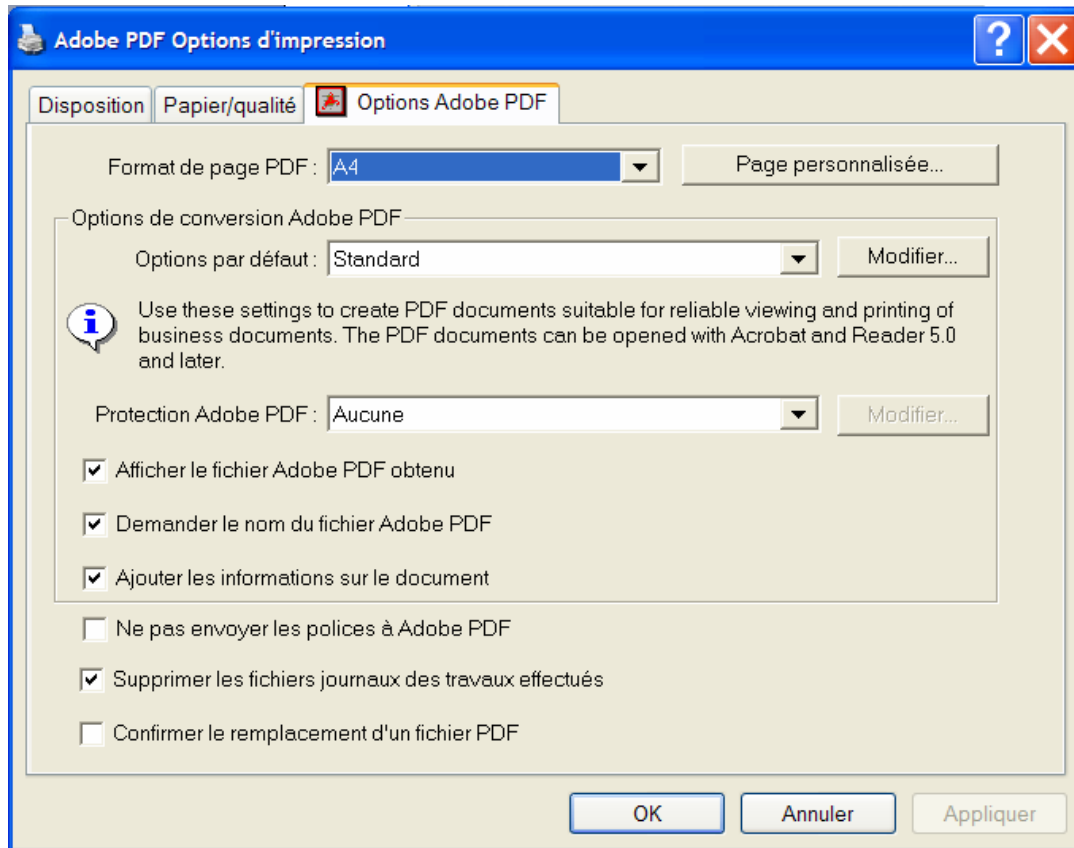 Adobe PDF Options d'impression
Disposition
Papier/qualité
Options Adobe PDF
Format de page PDF :
A4
Page personnalisée...
Options de conversion Adobe PDF
Options par défaut :
Standard
Modifier...
Use these settings to create PDF documents suitable for reliable viewing and printing of
business documents. The PDF documents can be opened with Acrobat and Reader 5.0
and later.
Protection Adobe PDF :
Aucune
Modifier...
Afficher le fichier Adobe PDF obtenu
Demander le nom du fichier Adobe PDF
Ajouter les informations sur le document
Ne pas envoyer les polices à Adobe PDF
Supprimer les fichiers journaux des travaux effectués
Confirmer le remplacement d'un fichier PDF
OK
Annuler
Appliquer